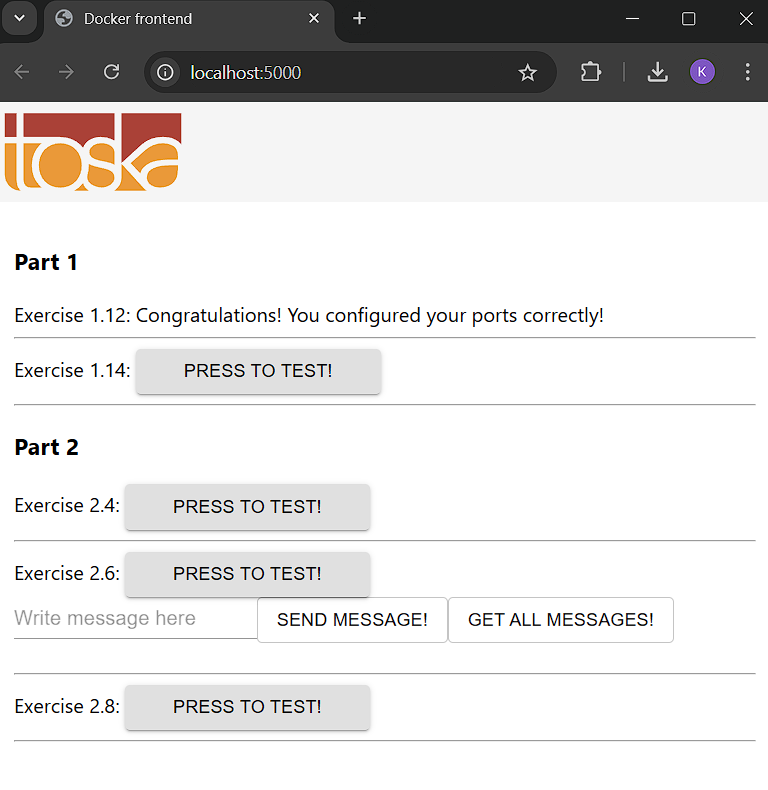 Docker frontend
localhost:5000
K
toska
Part 1
Exercise 1.12: Congratulations! You configured your ports correctly!
Exercise 1.14: PRESS TO TEST!
Part 2
Exercise 2.4: PRESS TO TEST!
Exercise 2.6: PRESS TO TEST!
Write message here SEND MESSAGE! GET ALL MESSAGES!
Exercise 2.8: PRESS TO TEST!